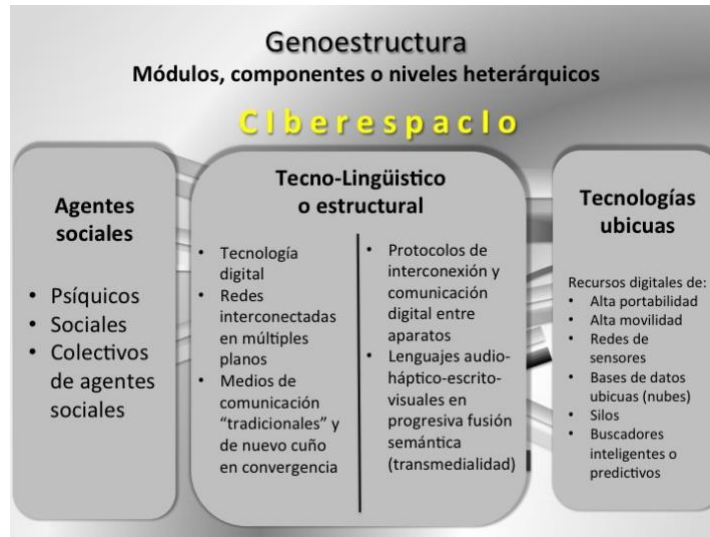 Genoestructura
Módulos, componentes o niveles heterárquicos
CIberespacIo
Agentes
sociales
• Psíquicos
• Sociales
• Colectivos
de agentes
sociales
Tecno-Lingüistico
o estructural
• Tecnología
digital
• Redes
interconectadas
en múltiples
planos
• Medios de
comunicación
“tradicionales” y
de nuevo cuño
en convergencia
• Protocolos de
interconexión y
comunicación
digital entre
aparatos
• Lenguajes audio-
háptico-escrito-
visuales en
progresiva fusión
semántica
(transmedialidad)
Tecnologías
ubicuas
Recursos digitales de:
• Alta portabilidad
• Alta movilidad
• Redes de
sensores
• Bases de datos
ubicuas (nubes)
• Silos
• Buscadores
inteligentes o
predictivos